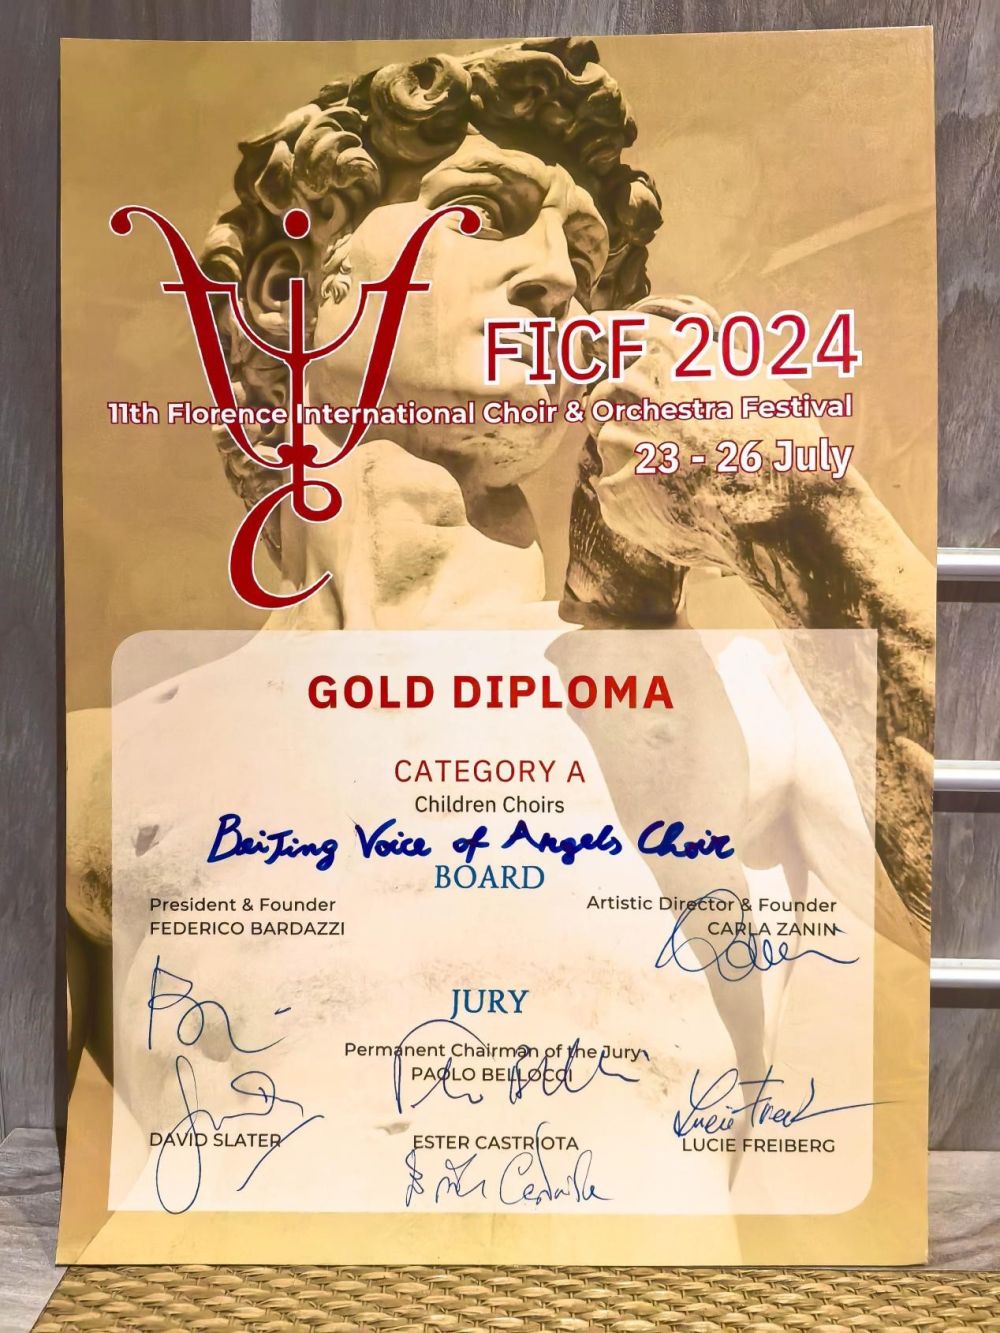 FICF 2024
11th Florence International Choir & Orchestra Festival
23 - 26 July
GOLD DIPLOMA
CATEGORY A
Children Choirs
BeiJing Voice of Angels Choir
BOARD
President & Founder
FEDERICO BARDAZZI
Artistic Director & Founder
CARLA ZANIN
JURY
Permanent Chairman of the Jury
PAOLO BELLOCCI
Lucie Freiberg
DAVID SLATER
ESTER CASTRIOTA
LUCIE FREIBERG